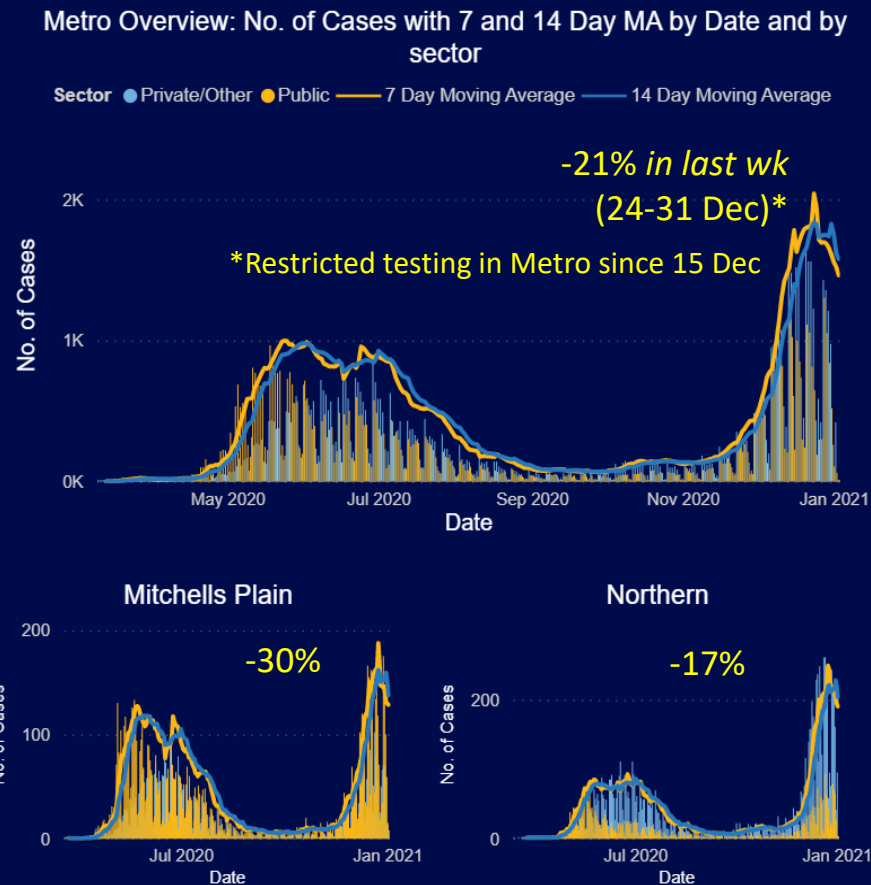 Metro Overview: No. of Cases with 7 and 14 Day MA by Date and by
sector
Sector Private/Other Public 7 Day Moving Average 14 Day Moving Average
-21% in last wk
(24-31 Dec)*
*Restricted testing in Metro since 15 Dec
No. of Cases
2K
1K
0K
May 2020 Jul 2020 Sep 2020 Nov 2020 Jan 2021
Date
Mitchells Plain
-30%
No. of Cases
200
100
0
Jul 2020 Jan 2021
Date
Northern
-17%
No. of Cases
200
0
Jul 2020 Jan 2021
Date